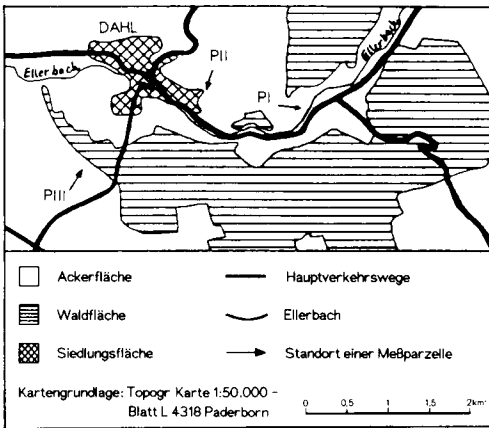 DAHL
PII
Ellerbach
PI
Ellerbach
PIII
Ackerfläche
Hauptverkehrswege
Waldfläche
Ellerbach
Siedlungsfläche
Standort einer Meßparzelle
Kartengrundlage: Topogr Karte 1:50.000 -
Blatt L 4318 Paderborn
0 0,5 1 1,5 2km